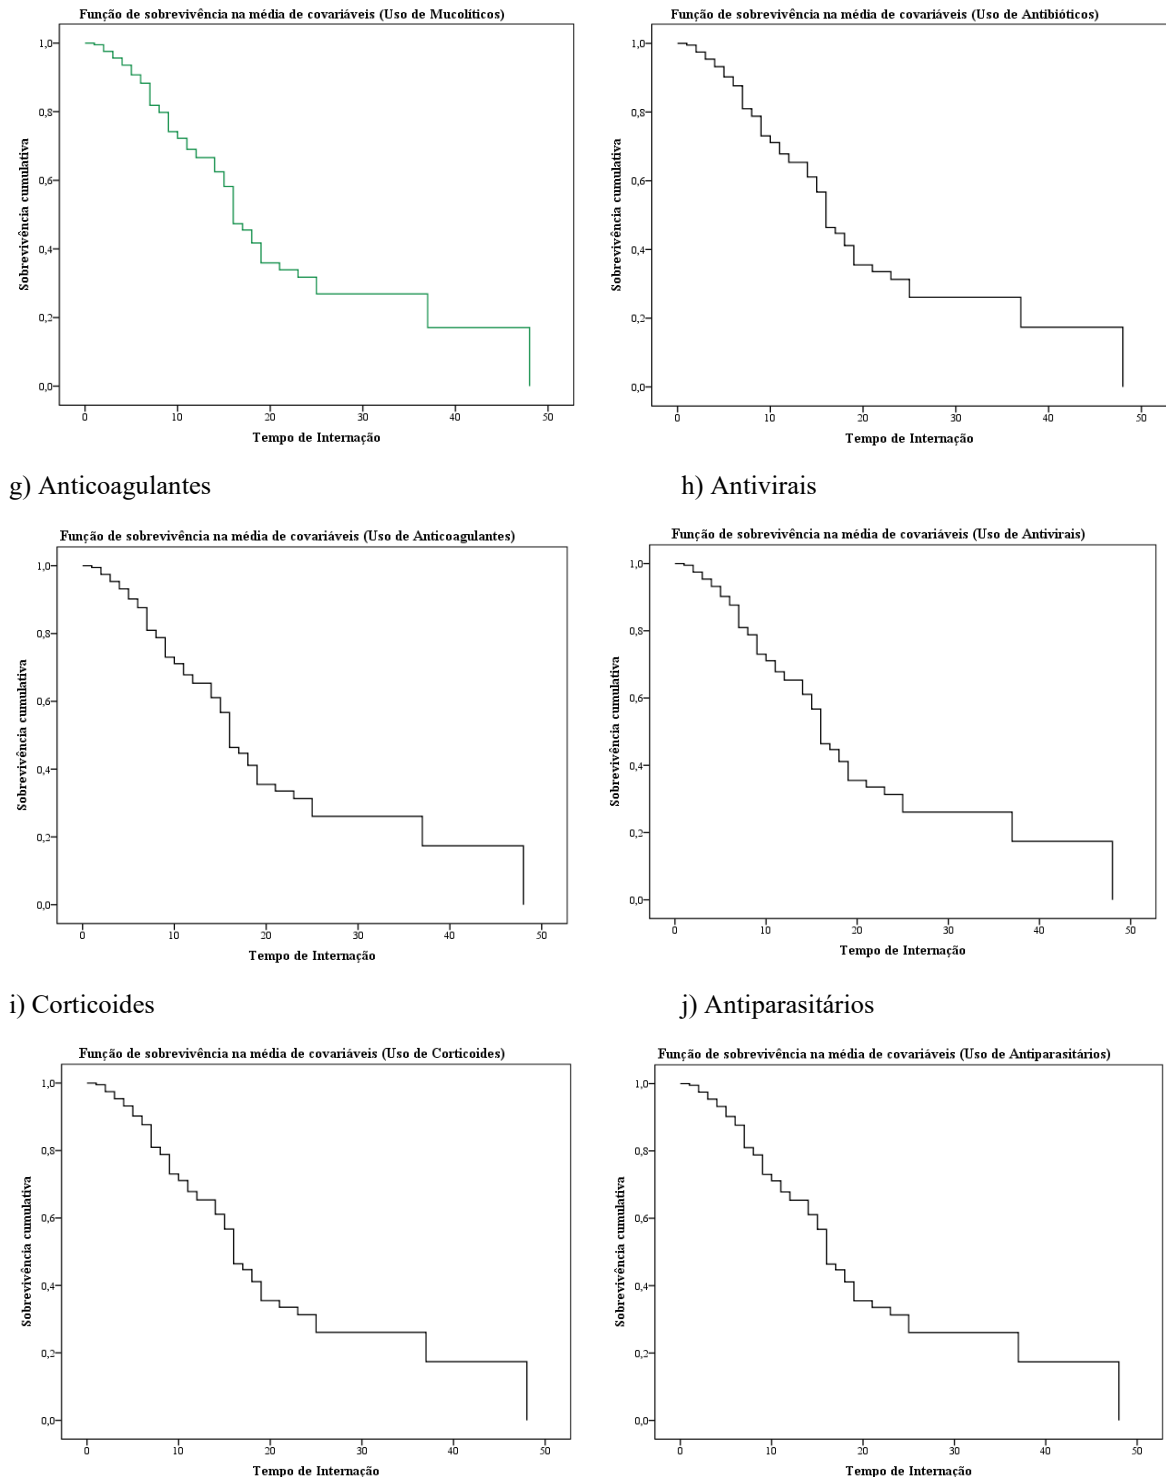 Função de sobrevivência na média de covariáveis (Uso de Mucolíticos)
Sobrevivência cumulativa
1,0
0,8
0,6
0,4
0,2
0,0
0 10 20 30 40 50
Tempo de Internação
Função de sobrevivência na média de covariáveis (Uso de Antibióticos)
Sobrevivência cumulativa
1,0
0,8
0,6
0,4
0,2
0,0
0 10 20 30 40 50
Tempo de Internação
g) Anticoagulantes
h) Antivirais
Função de sobrevivência na média de covariáveis (Uso de Anticoagulantes)
Sobrevivência cumulativa
1,0
0,8
0,6
0,4
0,2
0,0
0 10 20 30 40 50
Tempo de Internação
Função de sobrevivência na média de covariáveis (Uso de Antivirais)
Sobrevivência cumulativa
1,0
0,8
0,6
0,4
0,2
0,0
0 10 20 30 40 50
Tempo de Internação
i) Corticoides
j) Antiparasitários
Função de sobrevivência na média de covariáveis (Uso de Corticoides)
Sobrevivência cumulativa
1,0
0,8
0,6
0,4
0,2
0,0
0 10 20 30 40 50
Tempo de Internação
Função de sobrevivência na média de covariáveis (Uso de Antiparasitários)
Sobrevivência cumulativa
1,0
0,8
0,6
0,4
0,2
0,0
0 10 20 30 40 50
Tempo de Internação